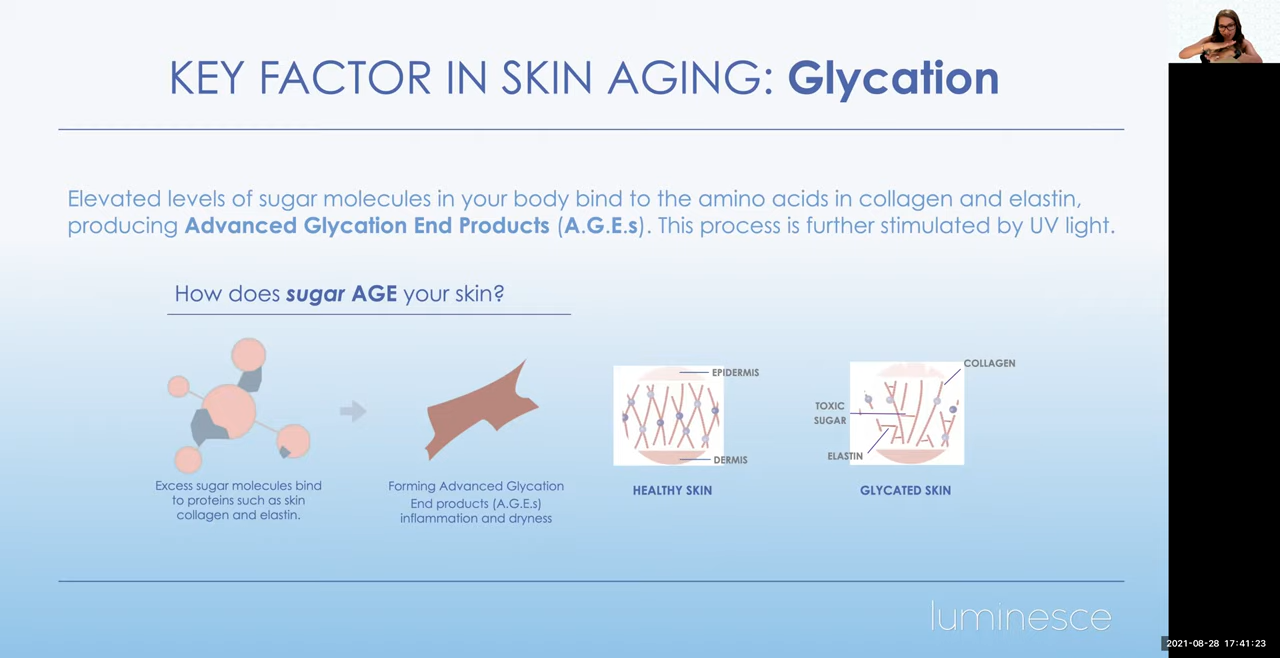 KEY FACTOR IN SKIN AGING: Glycation
Elevated levels of sugar molecules in your body bind to the amino acids in collagen and elastin,
producing Advanced Glycation End Products (A.G.E.s). This process is further stimulated by UV light.
How does sugar AGE your skin?
Excess sugar molecules bind
to proteins such as skin
collagen and elastin.
Forming Advanced Glycation
End products (A.G.E.s)
inflammation and dryness
EPIDERMIS
DERMIS
HEALTHY SKIN
COLLAGEN
TOXIC
SUGAR
ELASTIN
GLYCATED SKIN
luminesce
2021-08-28 17:41:23